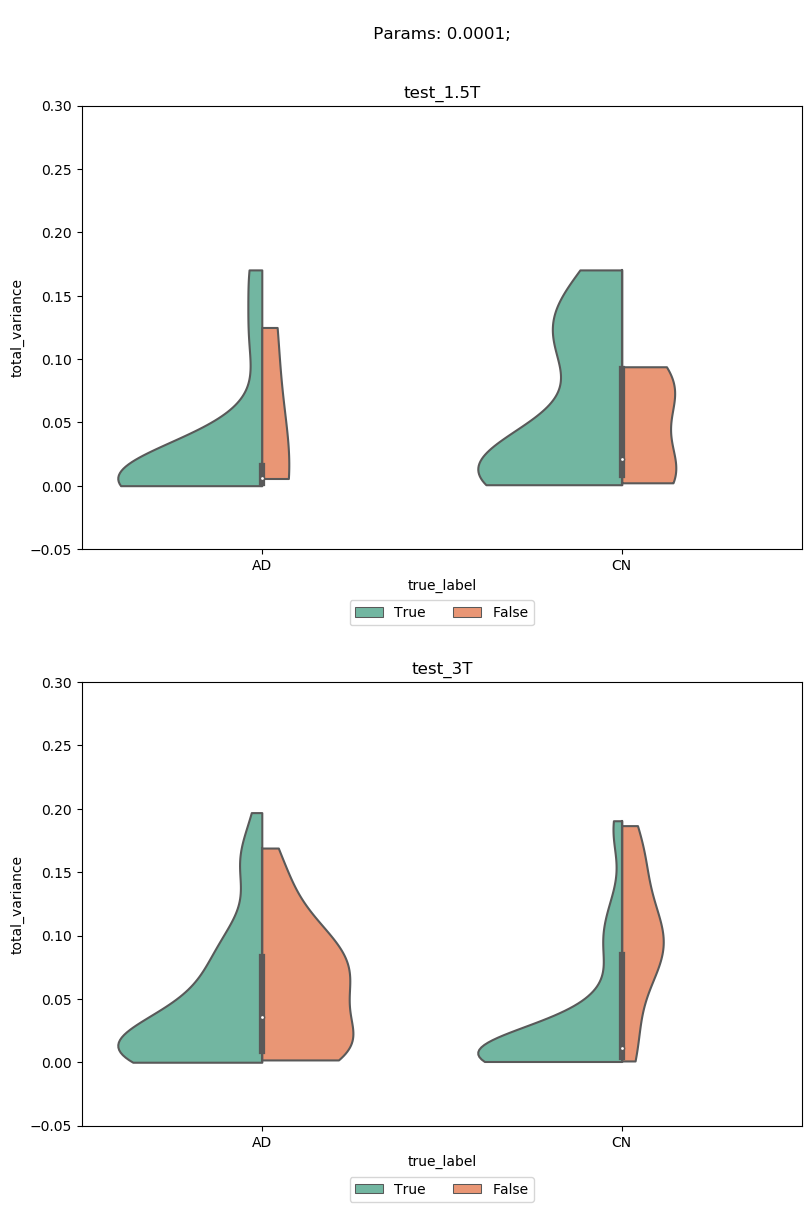 Params: 0.0001;
test_1.5T
0.30
0.25
0.20
0.15
0.10
0.05
0.00
−0.05
total_variance
AD CN
true_label
True False
test_3T
0.30
0.25
0.20
0.15
0.10
0.05
0.00
−0.05
total_variance
AD CN
true_label
True False